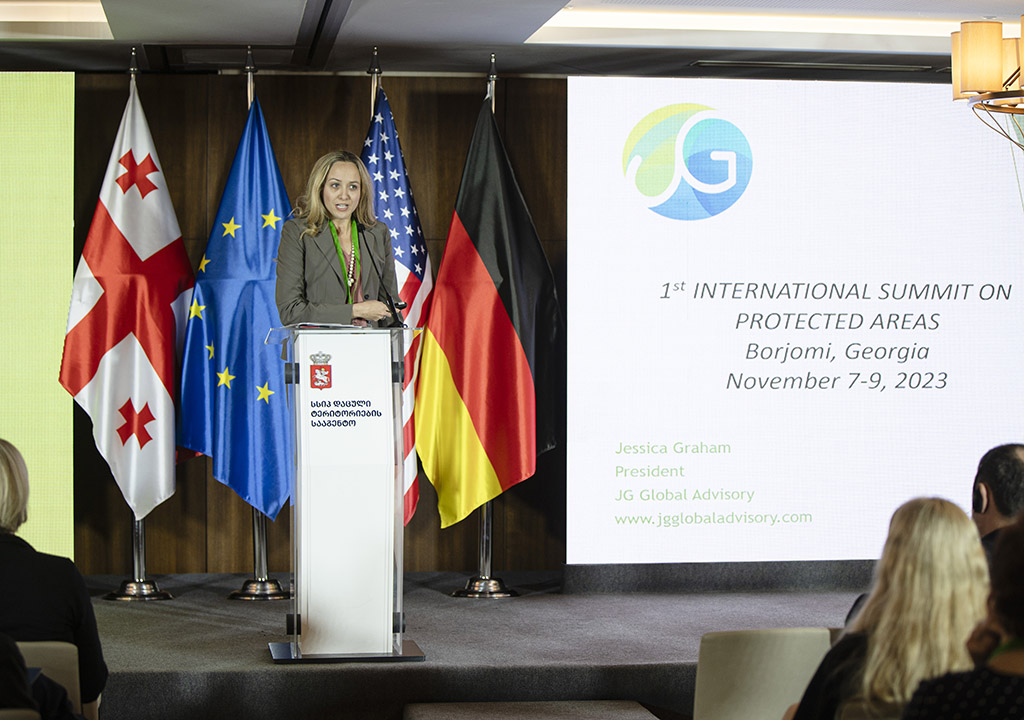 JG
1st INTERNATIONAL SUMMIT ON
PROTECTED AREAS
Borjomi, Georgia
November 7-9, 2023
Jessica Graham
President
JG Global Advisory
www.jgglobaladvisory.com
სსიპ დაცული
ტერიტორიების
სააგენტო